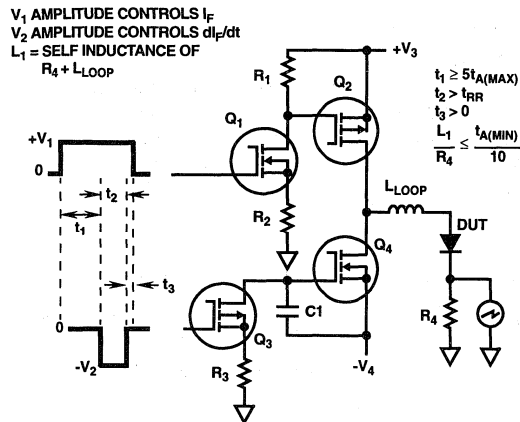 V1 AMPLITUDE CONTROLS IF
V2 AMPLITUDE CONTROLS dIF/dt
L1 = SELF INDUCTANCE OF
R4 + LLOOP
+V1
0
t2
t1
t3
0
-V2
R1
Q1
R2
Q2
+V3
t1 ≥ 5tA(MAX)
t2 > tRR
t3 > 0
L1/R4 ≤ tA(MIN)/10
LLOOP
DUT
Q4
C1
R4
Q3
R3
-V4